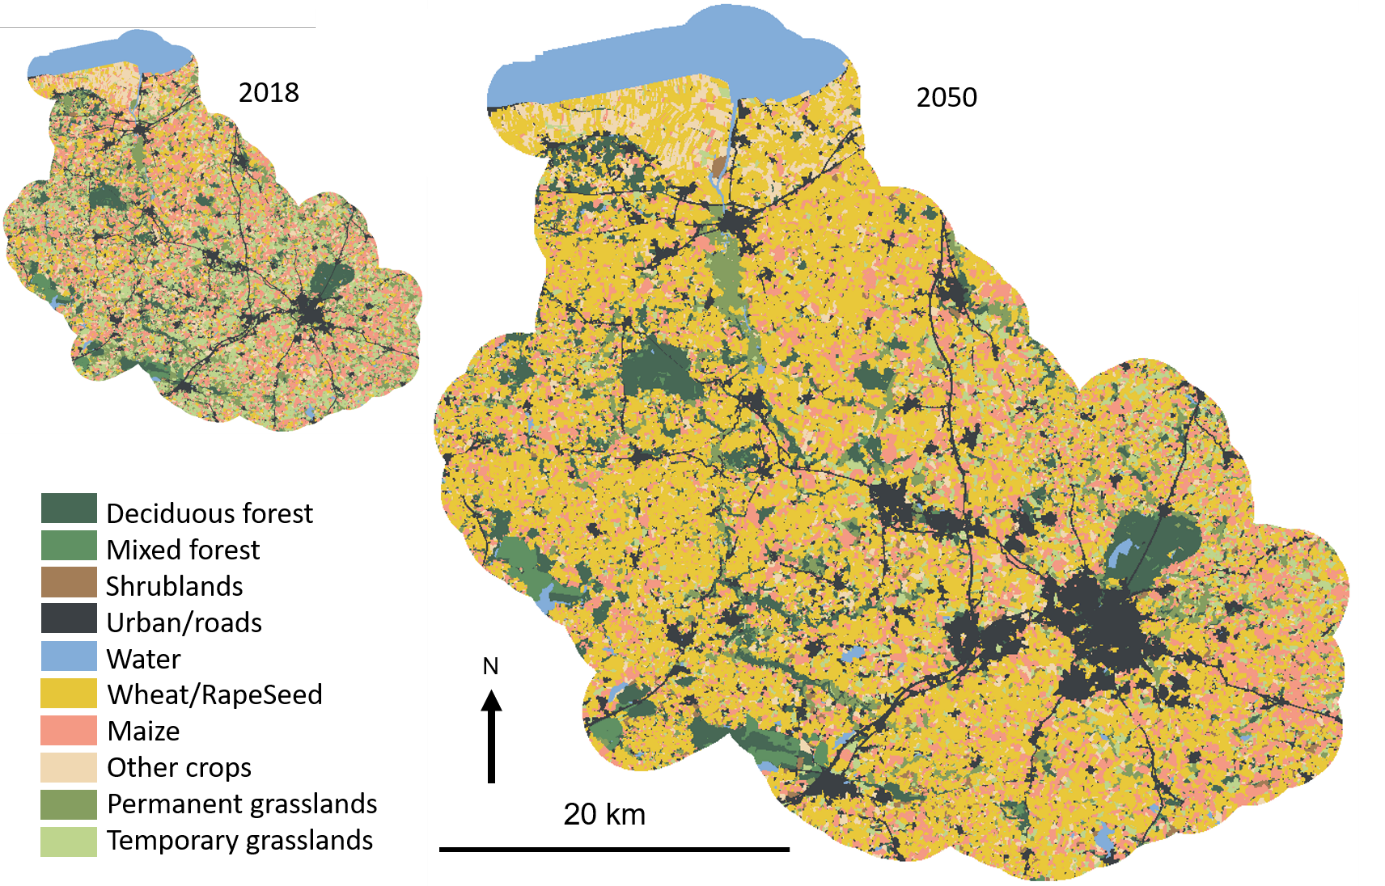 2018
2050
Deciduous forest
Mixed forest
Shrublands
Urban/roads
Water
Wheat/RapeSeed
Maize
Other crops
Permanent grasslands
Temporary grasslands
N
20 km